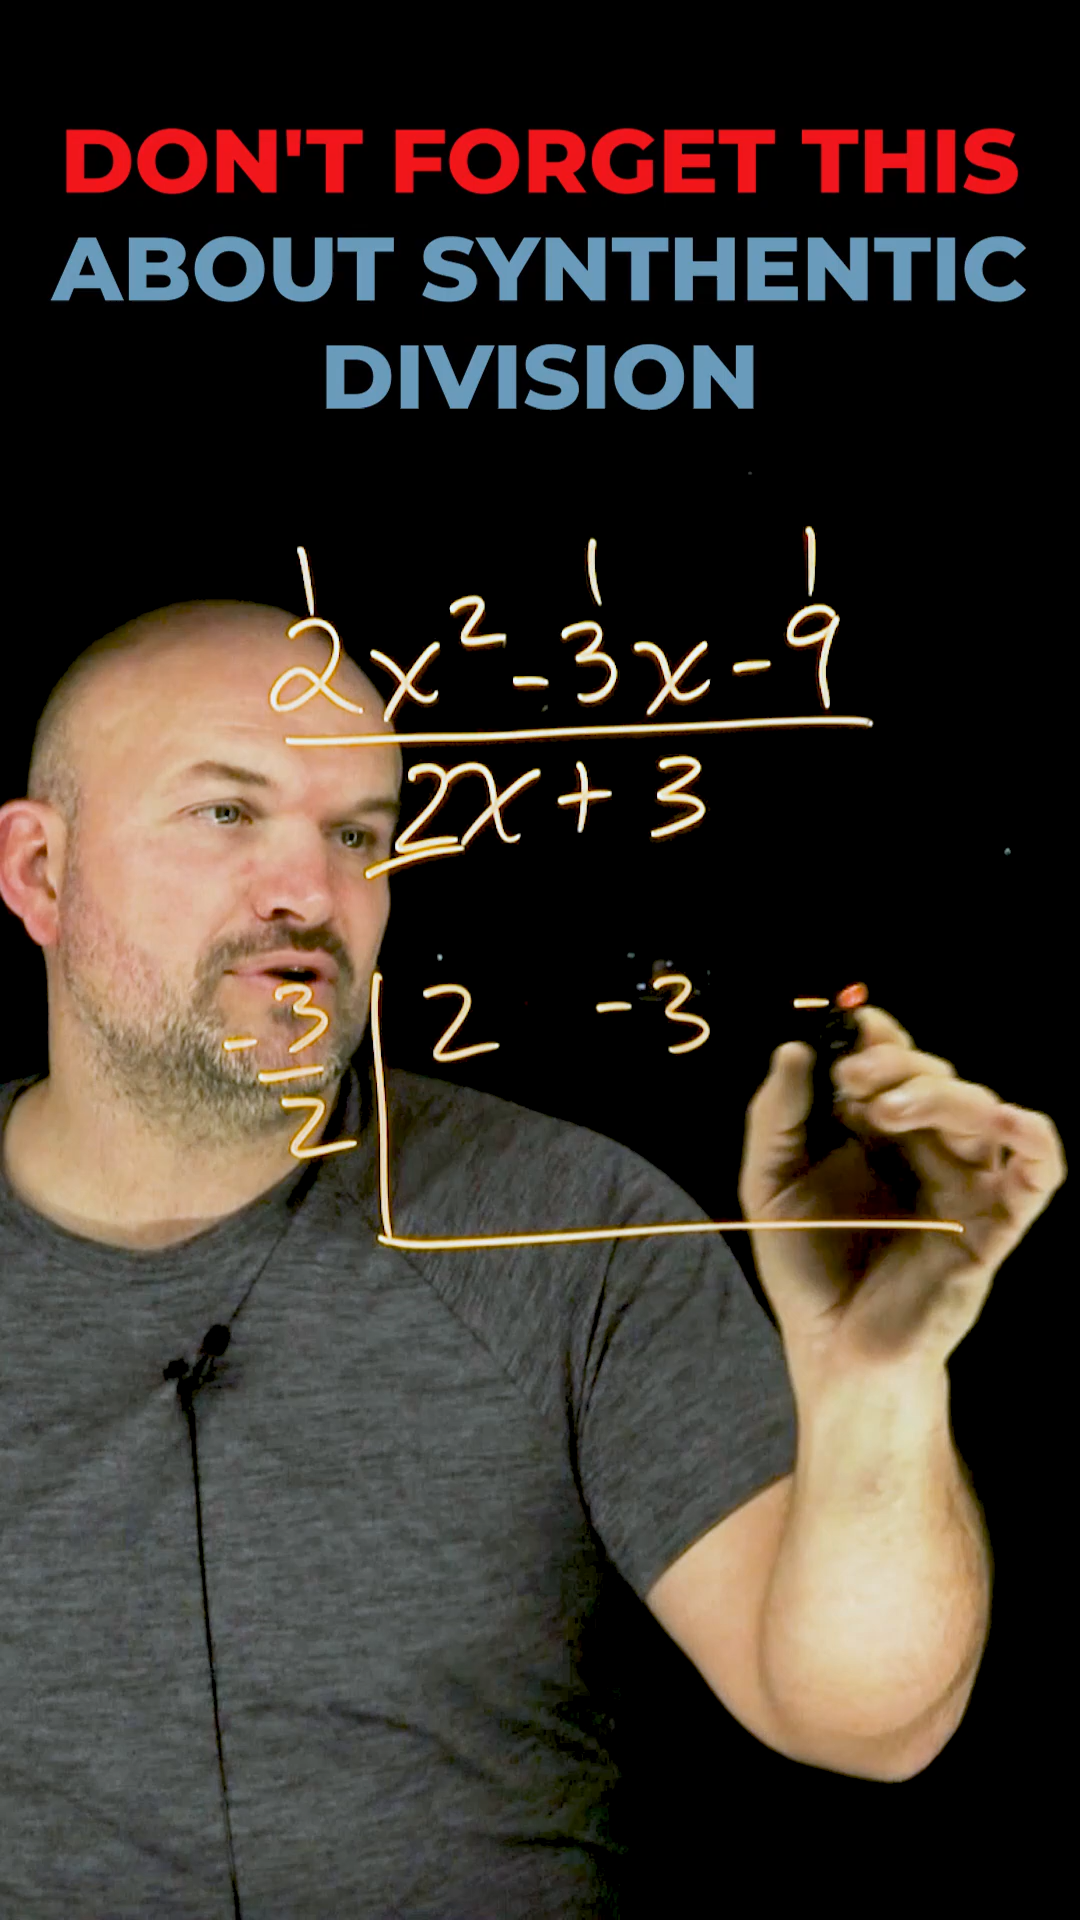 DON'T FORGET THIS
ABOUT SYNTHENTIC
DIVISION
2x² - 3x - 9
2x + 3
-3/2 2 -3 -